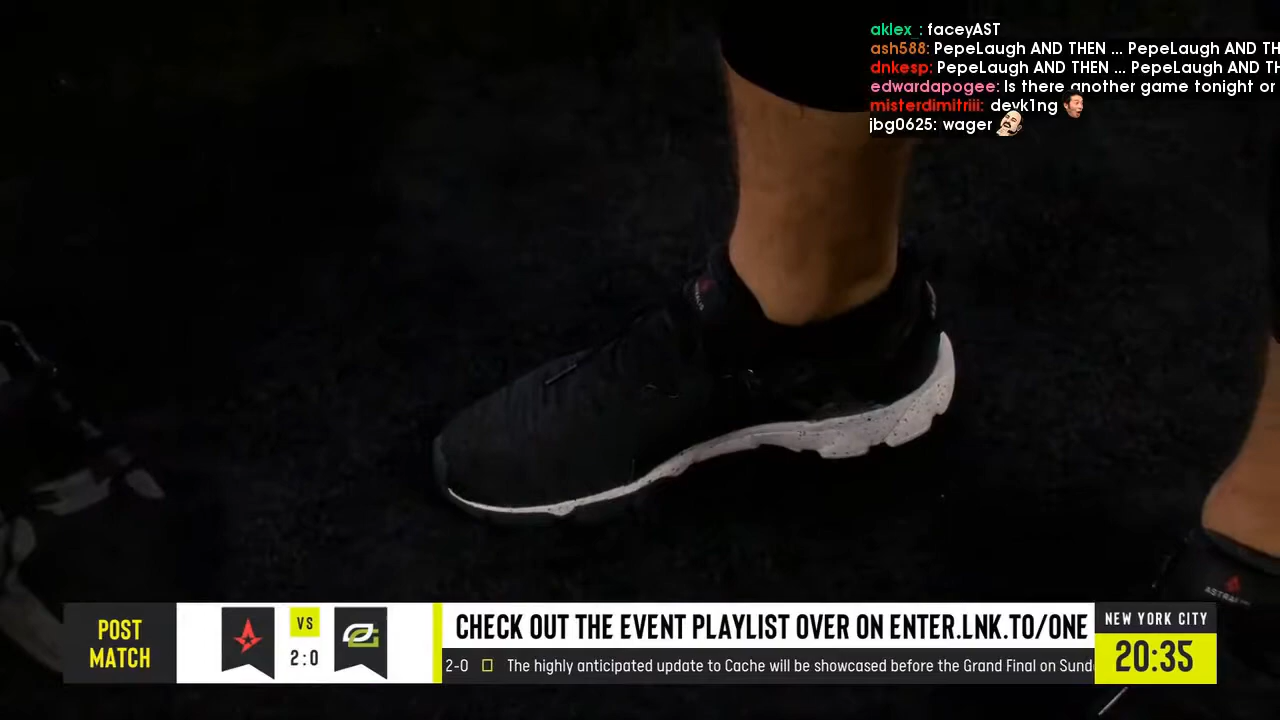 aklex_: faceyAST
ash588: PepeLaugh AND THEN ... PepeLaugh AND TH
dnkesp: PepeLaugh AND THEN ... PepeLaugh AND TH
edwardapogee: Is there another game tonight or
misterdimitriii: devk1ng
jbg0625: wager
POST
MATCH
VS
2:0
CHECK OUT THE EVENT PLAYLIST OVER ON ENTER.LNK.TO/ONE
2-0 The highly anticipated update to Cache will be showcased before the Grand Final on Sund
NEW YORK CITY
20:35